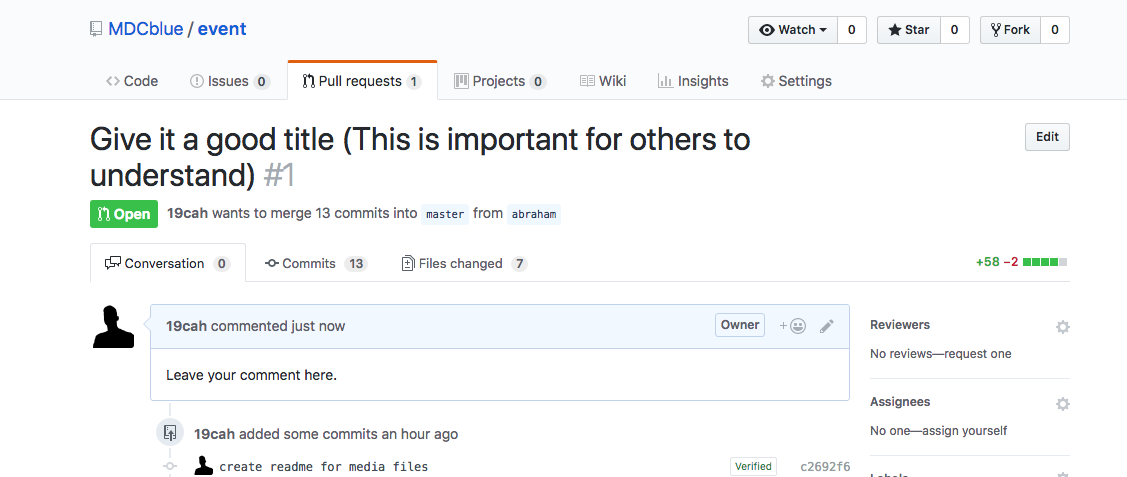 MDCblue / event
Watch 0 Star 0 Fork 0
Code Issues 0 Pull requests 1 Projects 0 Wiki Insights Settings
Give it a good title (This is important for others to
understand) #1
Edit
Open 19cah wants to merge 13 commits into master from abraham
Conversation 0 Commits 13 Files changed 7 +58 −2
19cah commented just now Owner
Leave your comment here.
19cah added some commits an hour ago
create readme for media files Verified c2692f6
Reviewers
No reviews—request one
Assignees
No one—assign yourself